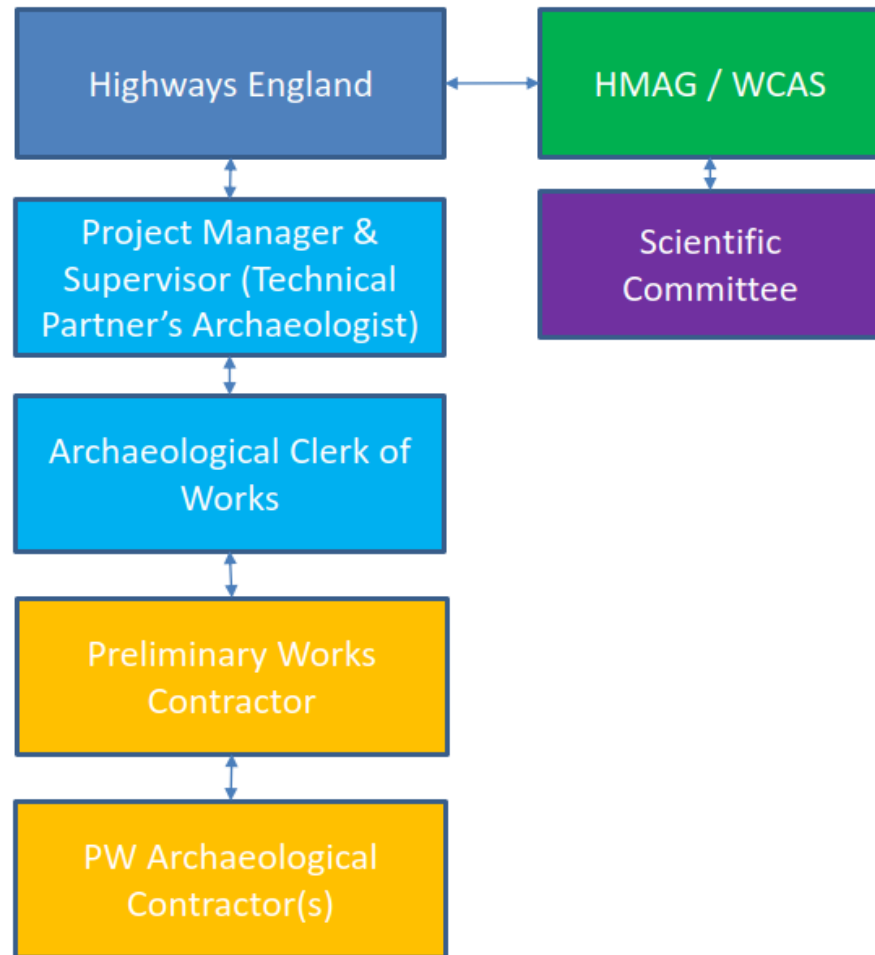 Highways England
HMAG / WCAS
Project Manager &
Supervisor (Technical
Partner’s Archaeologist)
Scientific
Committee
Archaeological Clerk of
Works
Preliminary Works
Contractor
PW Archaeological
Contractor(s)